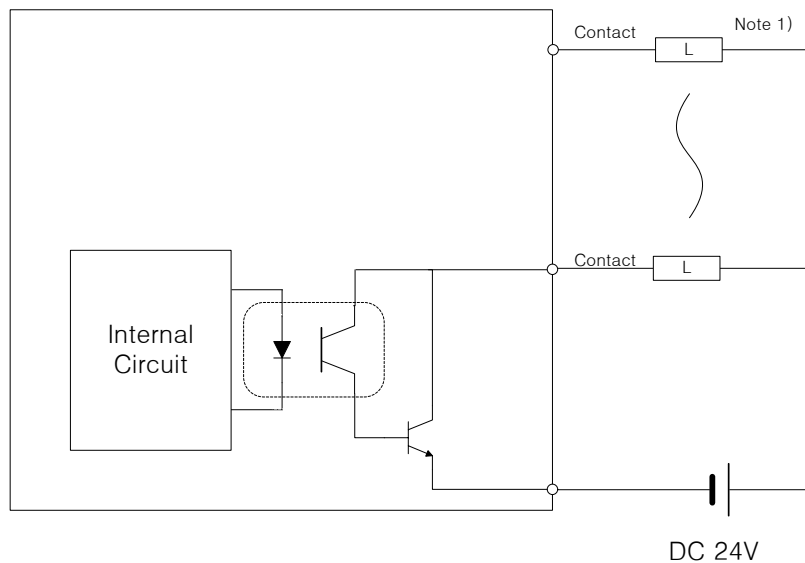 Contact
L
Note 1)
Contact
L
Internal
Circuit
DC 24V